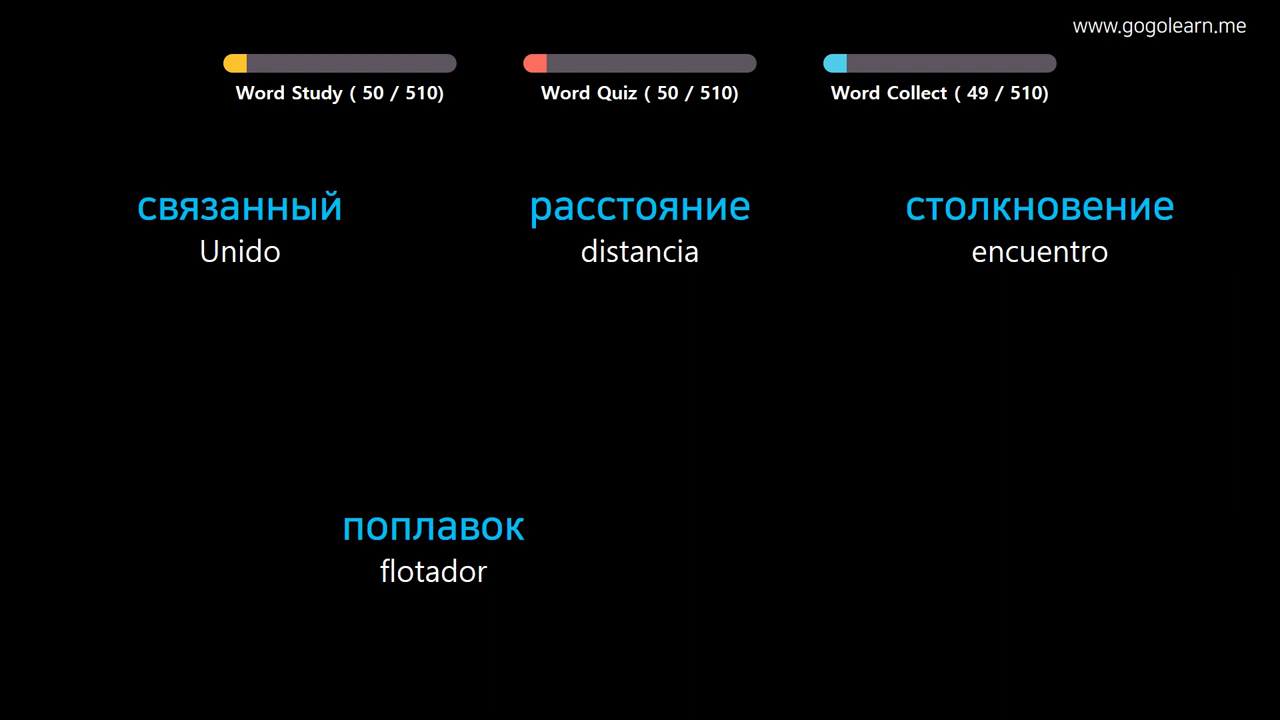 www.gogolearn.me
Word Study ( 50 / 510)
Word Quiz ( 50 / 510)
Word Collect ( 49 / 510)
связанный
Unido
расстояние
distancia
столкновение
encuentro
поплавок
flotador